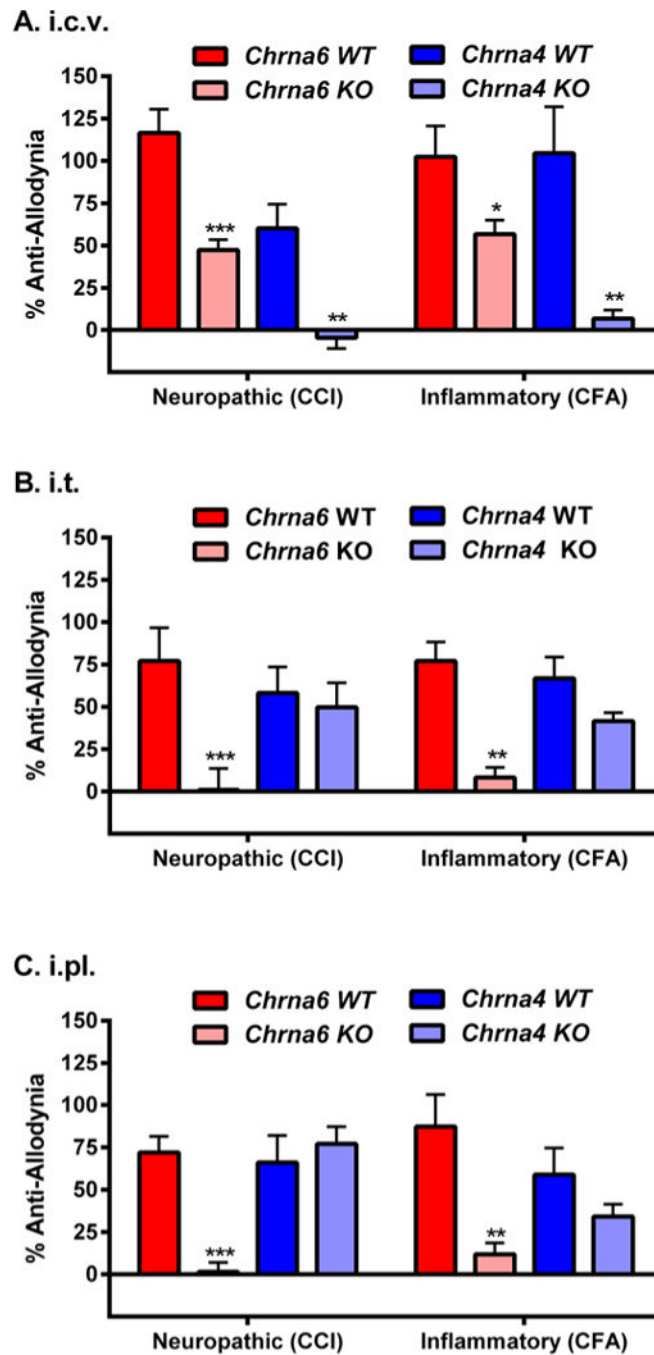 A. i.c.v.
Chrna6 WT Chrna4 WT
Chrna6 KO Chrna4 KO
% Anti-Allodynia
150
125
100
75
50
25
0
***
**
*
**
Neuropathic (CCI) Inflammatory (CFA)
B. i.t.
Chrna6 WT Chrna4 WT
Chrna6 KO Chrna4 KO
% Anti-Allodynia
150
125
100
75
50
25
0
***
**
Neuropathic (CCI) Inflammatory (CFA)
C. i.pl.
Chrna6 WT Chrna4 WT
Chrna6 KO Chrna4 KO
% Anti-Allodynia
150
125
100
75
50
25
0
***
**
Neuropathic (CCI) Inflammatory (CFA)